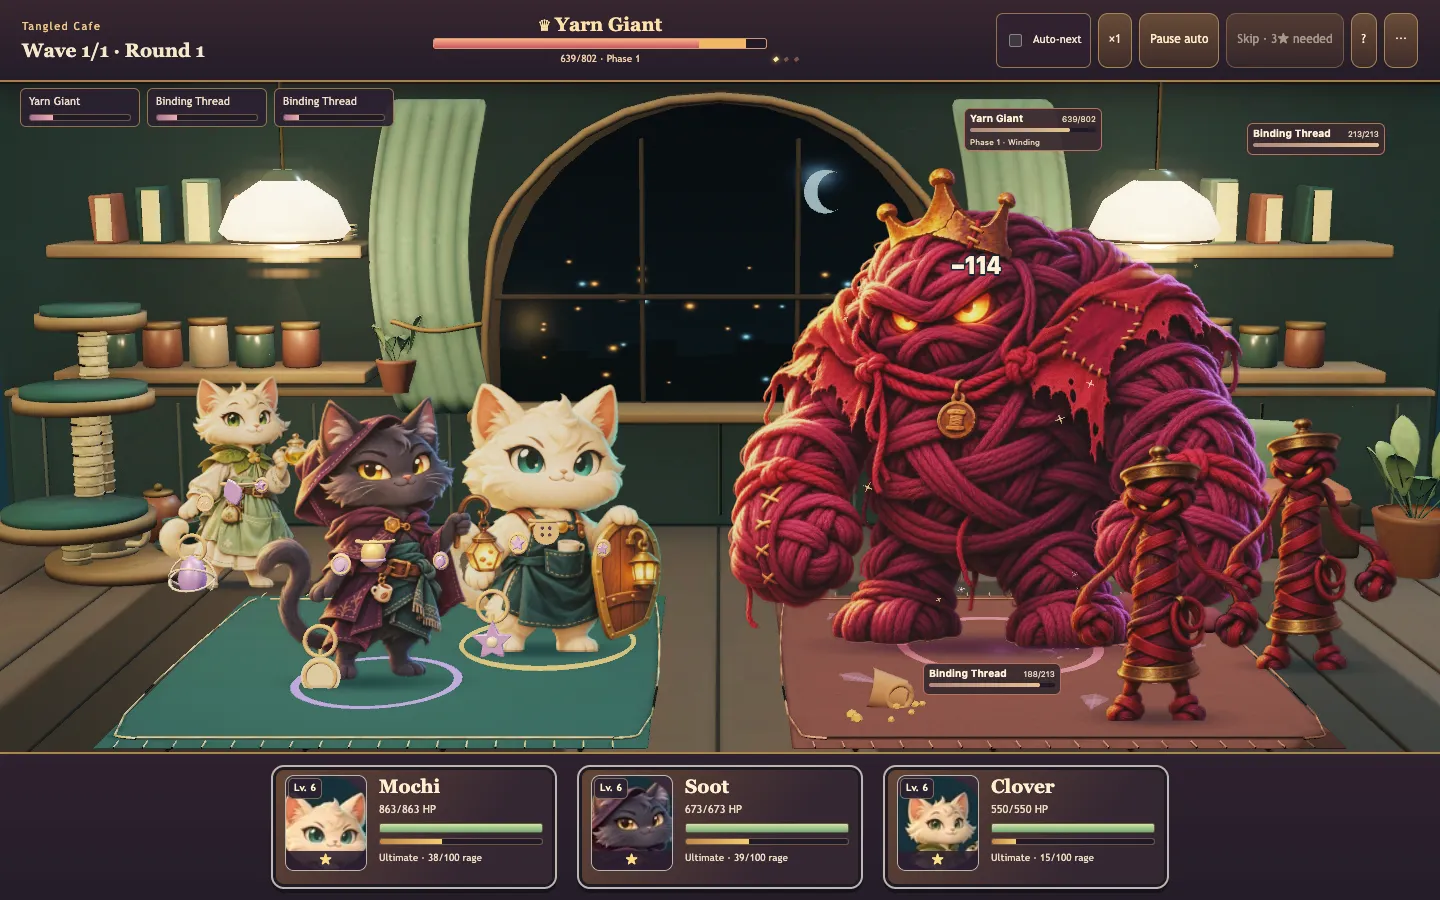 Tangled Cafe
Wave 1/1 · Round 1
♛ Yarn Giant
639/802 · Phase 1
Auto-next
×1
Pause auto
Skip · 3★ needed
?
···
Yarn Giant
Binding Thread
Binding Thread
Yarn Giant 639/802
Phase 1 · Winding
Binding Thread 213/213
−114
Binding Thread 188/213
Lv. 6
Mochi
863/863 HP
Ultimate · 38/100 rage
Lv. 6
Soot
673/673 HP
Ultimate · 39/100 rage
Lv. 6
Clover
550/550 HP
Ultimate · 15/100 rage